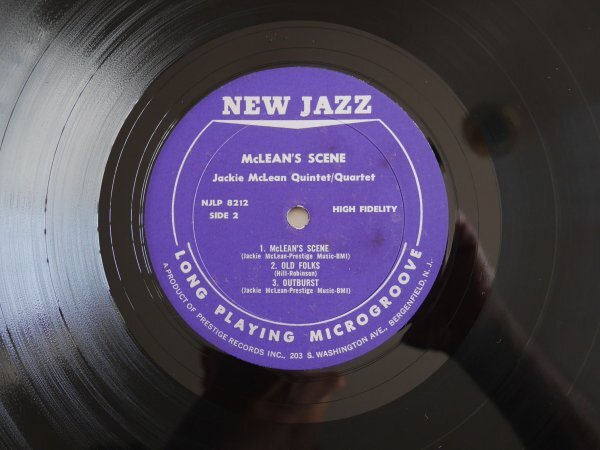 NEW JAZZ
McLEAN'S SCENE
Jackie McLean Quintet/Quartet
NJLP 8212
SIDE 2
HIGH FIDELITY
1. McLEAN'S SCENE
(Jackie McLean-Prestige Music-BMI)
2. OLD FOLKS
(Hill-Robinson)
3. OUTBURST
(Jackie McLean-Prestige Music-BMI)
LONG PLAYING MICROGROOVE
A PRODUCT OF PRESTIGE RECORDS INC., 203 S. WASHINGTON AVE., BERGENFIELD, N. J.